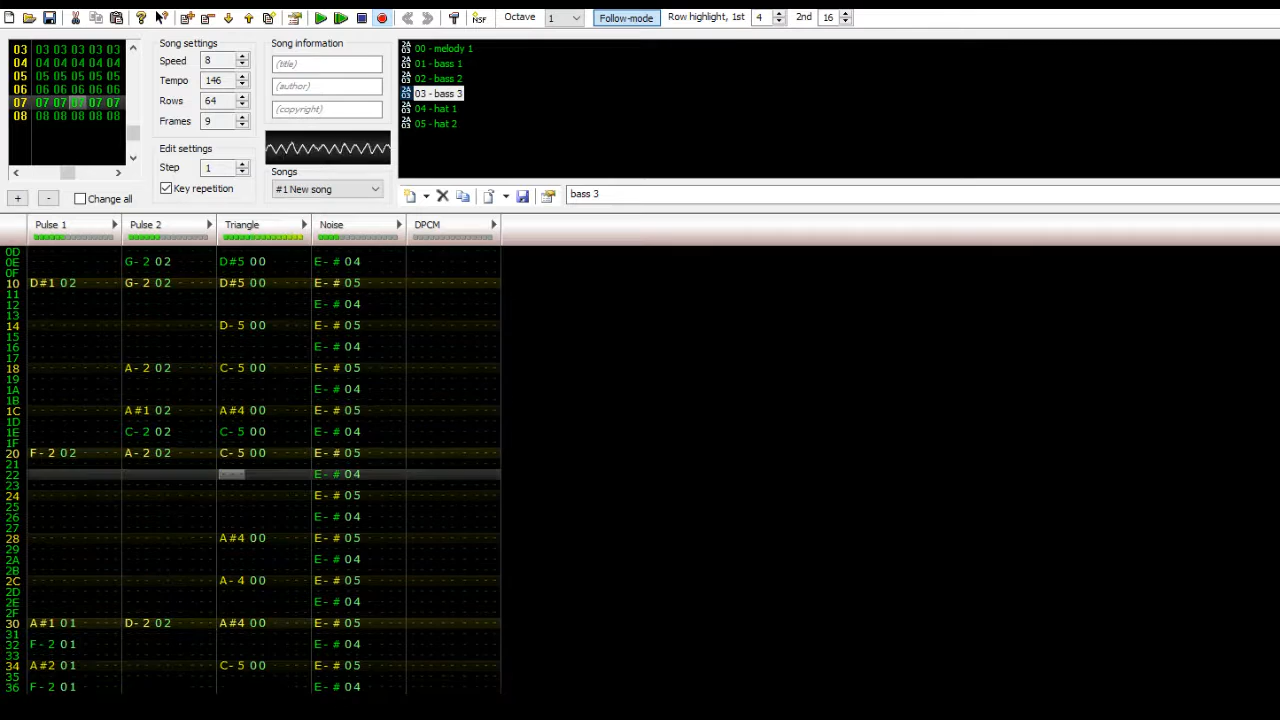 Octave 1 Follow-mode Row highlight, 1st 4 2nd 16
NSF
03 03 03 03 03 03
04 04 04 04 04 04
05 05 05 05 05 05
06 06 06 06 06 06
07 07 07 07 07 07
08 08 08 08 08 08
Change all
Song settings
Speed 8
Tempo 146
Rows 64
Frames 9
Edit settings
Step 1
Key repetition
Song information
(title)
(author)
(copyright)
Songs
#1 New song
2A03 00 - melody 1
2A03 01 - bass 1
2A03 02 - bass 2
2A03 03 - bass 3
2A03 04 - hat 1
2A03 05 - hat 2
bass 3
Pulse 1 Pulse 2 Triangle Noise DPCM
0D
0E G-2 02 D#5 00 E-# 04
0F
10 D#1 02 G-2 02 D#5 00 E-# 05
11
12 E-# 04
13
14 D-5 00 E-# 05
15
16 E-# 04
17
18 A-2 02 C-5 00 E-# 05
19
1A E-# 04
1B
1C A#1 02 A#4 00 E-# 05
1D
1E C-2 02 C-5 00 E-# 04
1F
20 F-2 02 A-2 02 C-5 00 E-# 05
21
22 E-# 04
23
24 E-# 05
25
26 E-# 04
27
28 A#4 00 E-# 05
29
2A E-# 04
2B
2C A-4 00 E-# 05
2D
2E E-# 04
2F
30 A#1 01 D-2 02 A#4 00 E-# 05
31
32 F-2 01 E-# 04
33
34 A#2 01 C-5 00 E-# 05
35
36 F-2 01 E-# 04